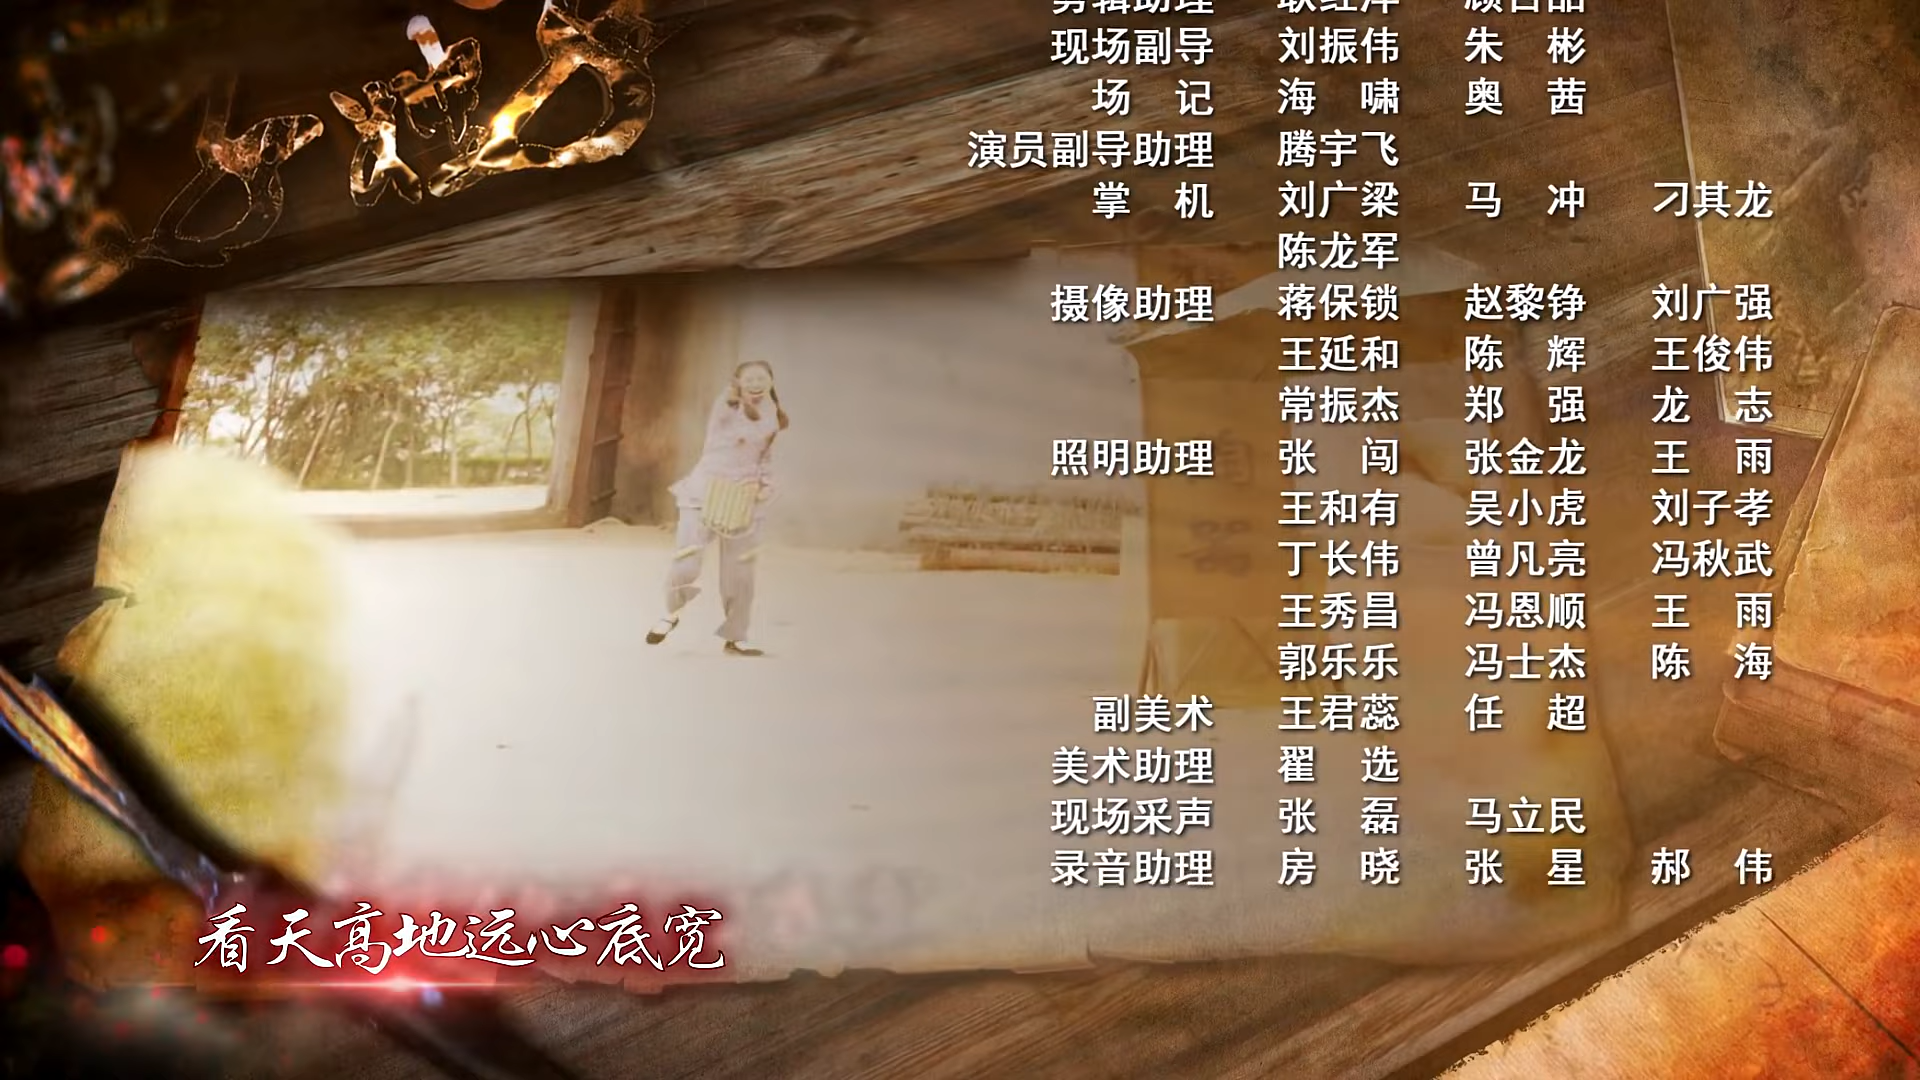 现场副导 刘振伟 朱 彬
场 记 海 啸 奥 茜
演员副导助理 腾宇飞
掌 机 刘广梁 马 冲 刁其龙
陈龙军
摄像助理 蒋保锁 赵黎铮 刘广强
王延和 陈 辉 王俊伟
常振杰 郑 强 龙 志
照明助理 张 闯 张金龙 王 雨
王和有 吴小虎 刘子孝
丁长伟 曾凡亮 冯秋武
王秀昌 冯恩顺 王 雨
郭乐乐 冯士杰 陈 海
副美术 王君蕊 任 超
美术助理 翟 选
现场采声 张 磊 马立民
录音助理 房 晓 张 星 郝 伟
看天高地远心底宽